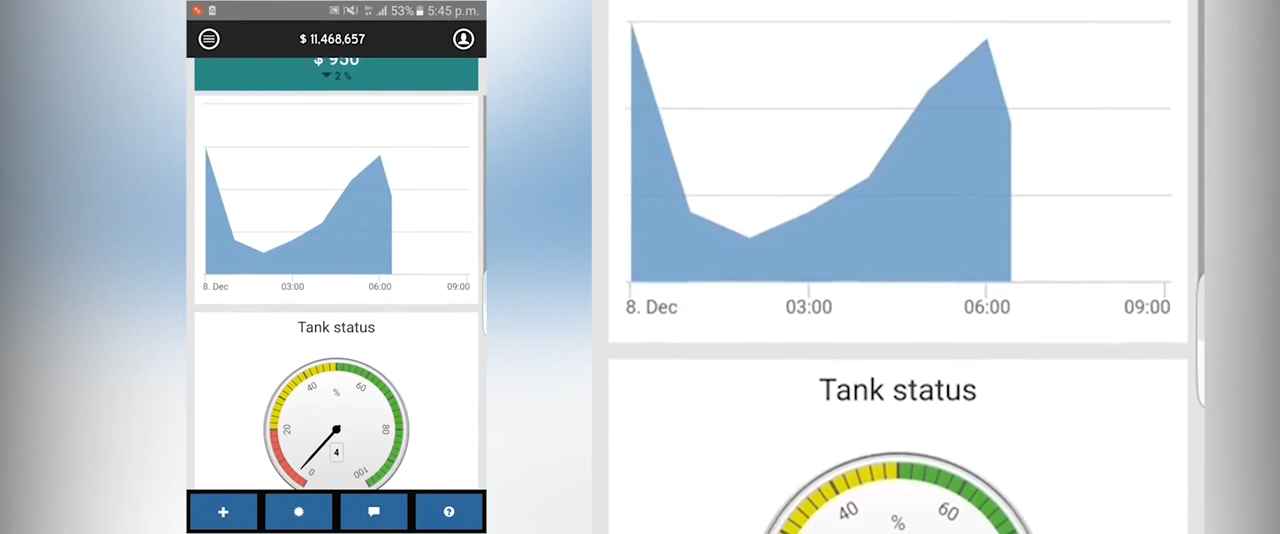 53% 5:45 p.m.
$ 11,468,657
$ 950
2 %
8. Dec 03:00 06:00 09:00
Tank status
0 20 40 % 60 80 100
4
8. Dec 03:00 06:00 09:00
Tank status
40 % 60